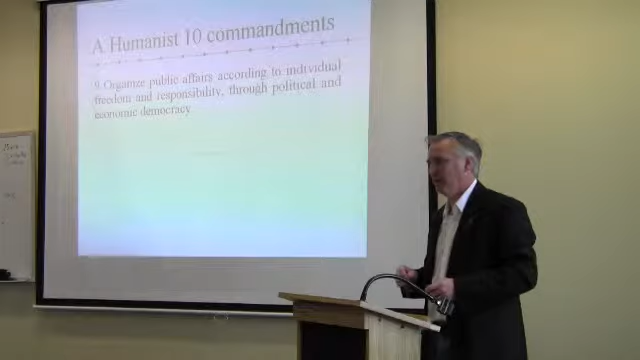 A Humanist 10 commandments
9 Organize public affairs according to individual
freedom and responsibility, through political and
economic democracy